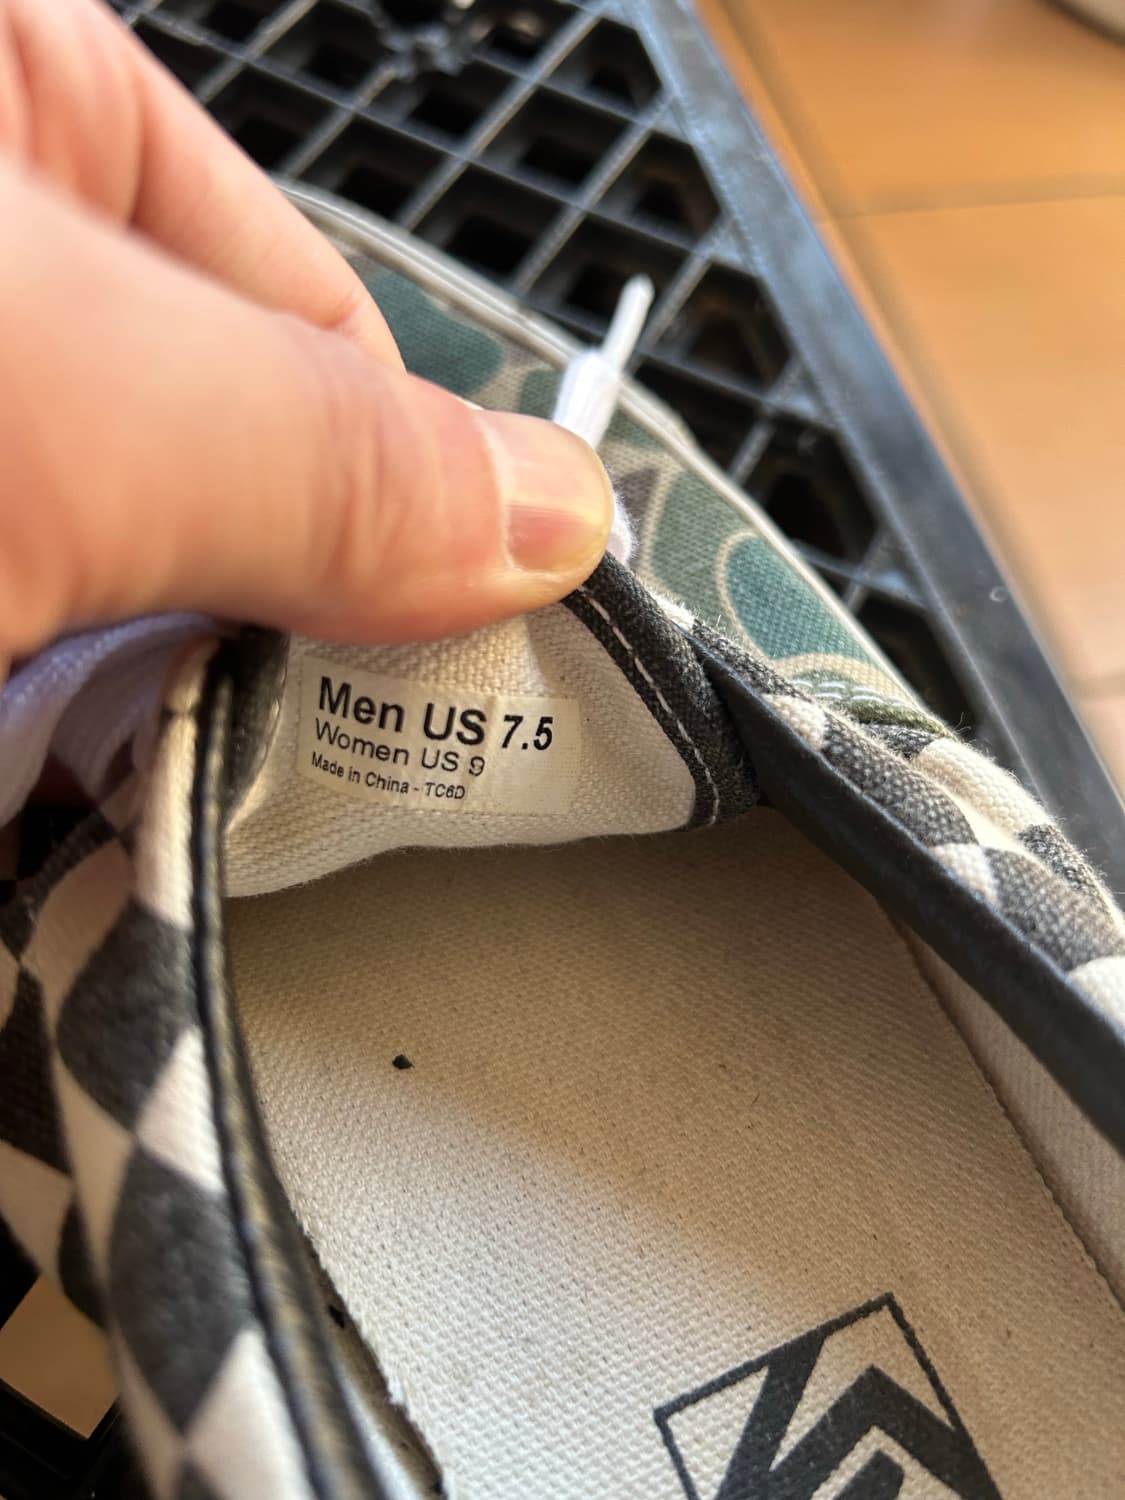 Men US 7.5
Women US 9
Made in China - TC6D